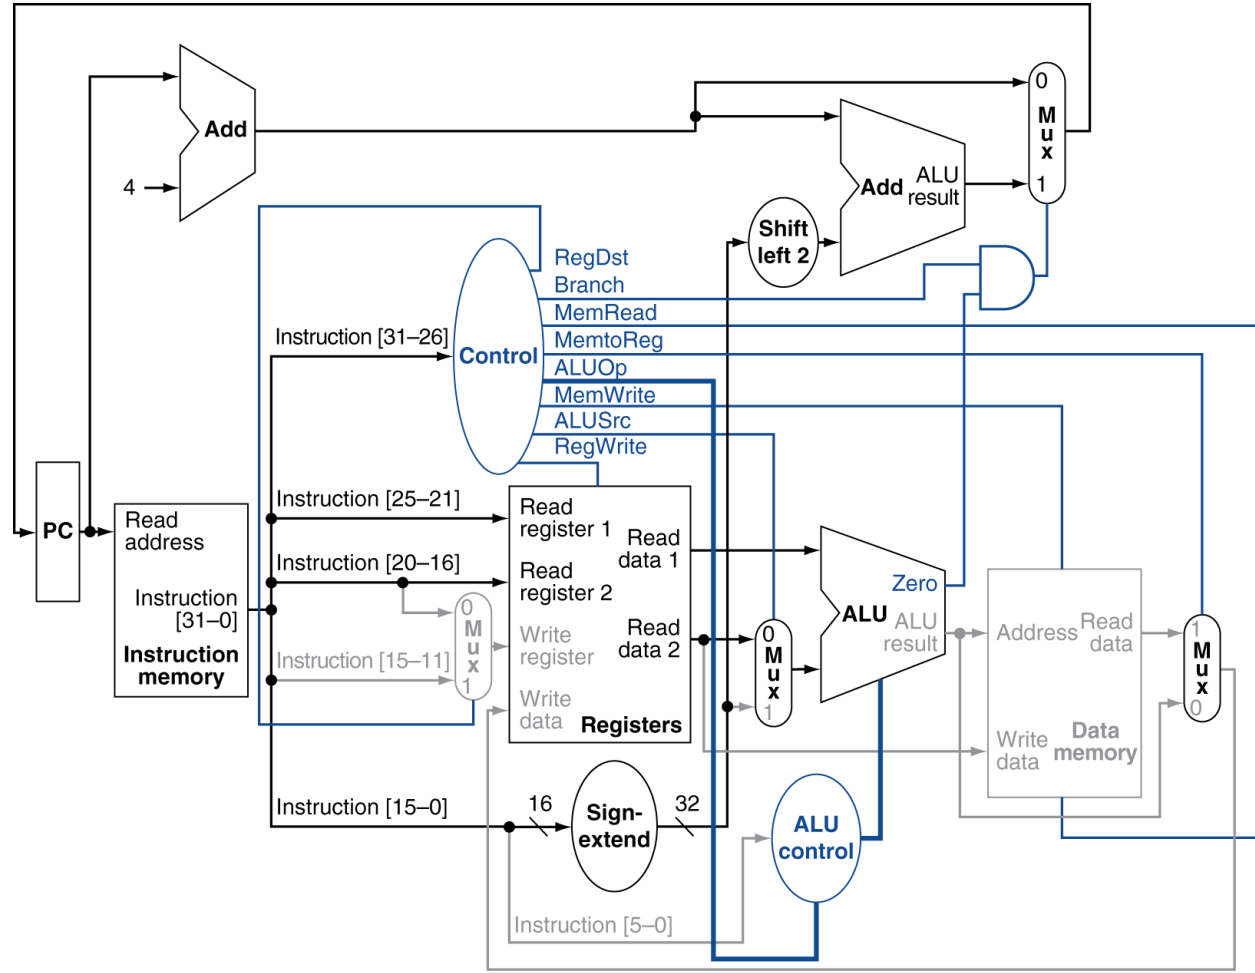 0
Mux
1
Add
4
Add
ALU
result
Shift
left 2
RegDst
Branch
MemRead
MemtoReg
ALUOp
MemWrite
ALUSrc
RegWrite
Control
Instruction [31–26]
Instruction [25–21]
Instruction [20–16]
Instruction [15–11]
Instruction [15–0]
Instruction [5–0]
PC
Read
address
Instruction
[31–0]
Instruction
memory
0
Mux
1
Read
register 1
Read
register 2
Write
register
Write
data
Read
data 1
Read
data 2
Registers
0
Mux
1
Zero
ALU
ALU
result
Address
Read
data
Write
data
Data
memory
1
Mux
0
16
Sign-
extend
32
ALU
control